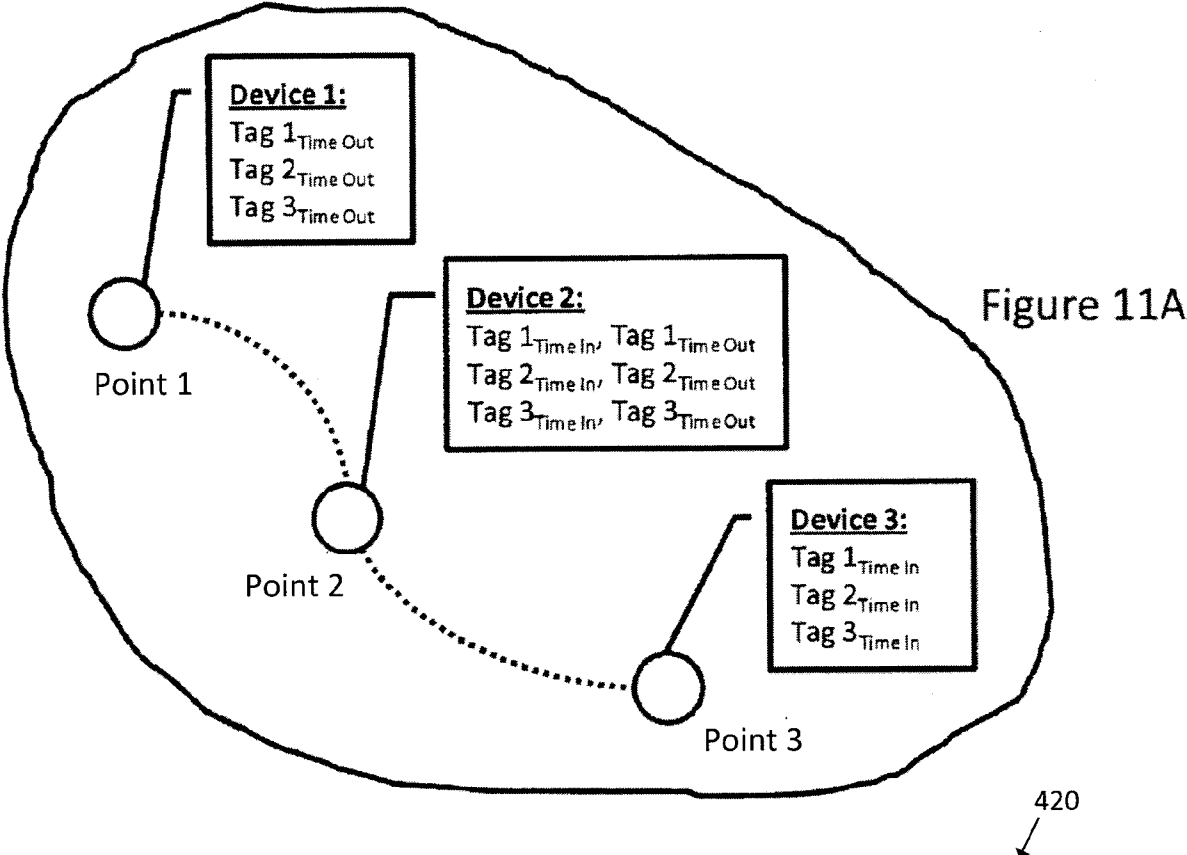 Device 1:
Tag 1Time Out
Tag 2Time Out
Tag 3Time Out
Point 1
Device 2:
Tag 1Time In, Tag 1Time Out
Tag 2Time In, Tag 2Time Out
Tag 3Time In, Tag 3Time Out
Figure 11A
Point 2
Device 3:
Tag 1Time In
Tag 2Time In
Tag 3Time In
Point 3
420